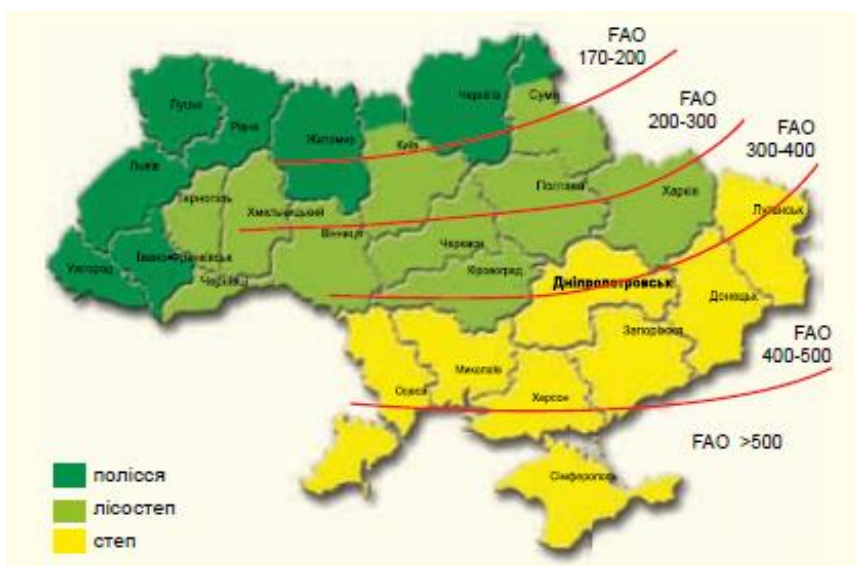 FAO
170-200
FAO
200-300
FAO
300-400
FAO
400-500
FAO >500
Луцьк
Рівне
Житомир
Чернігів
Суми
Київ
Львів
Тернопіль
Хмельницький
Вінниця
Полтава
Харків
Луганськ
Ужгород
Івано-Франківськ
Чернівці
Черкаси
Кіровоград
Дніпропетровськ
Донецьк
Запоріжжя
Миколаїв
Одеса
Херсон
Сімферополь
полісся
лісостеп
степ